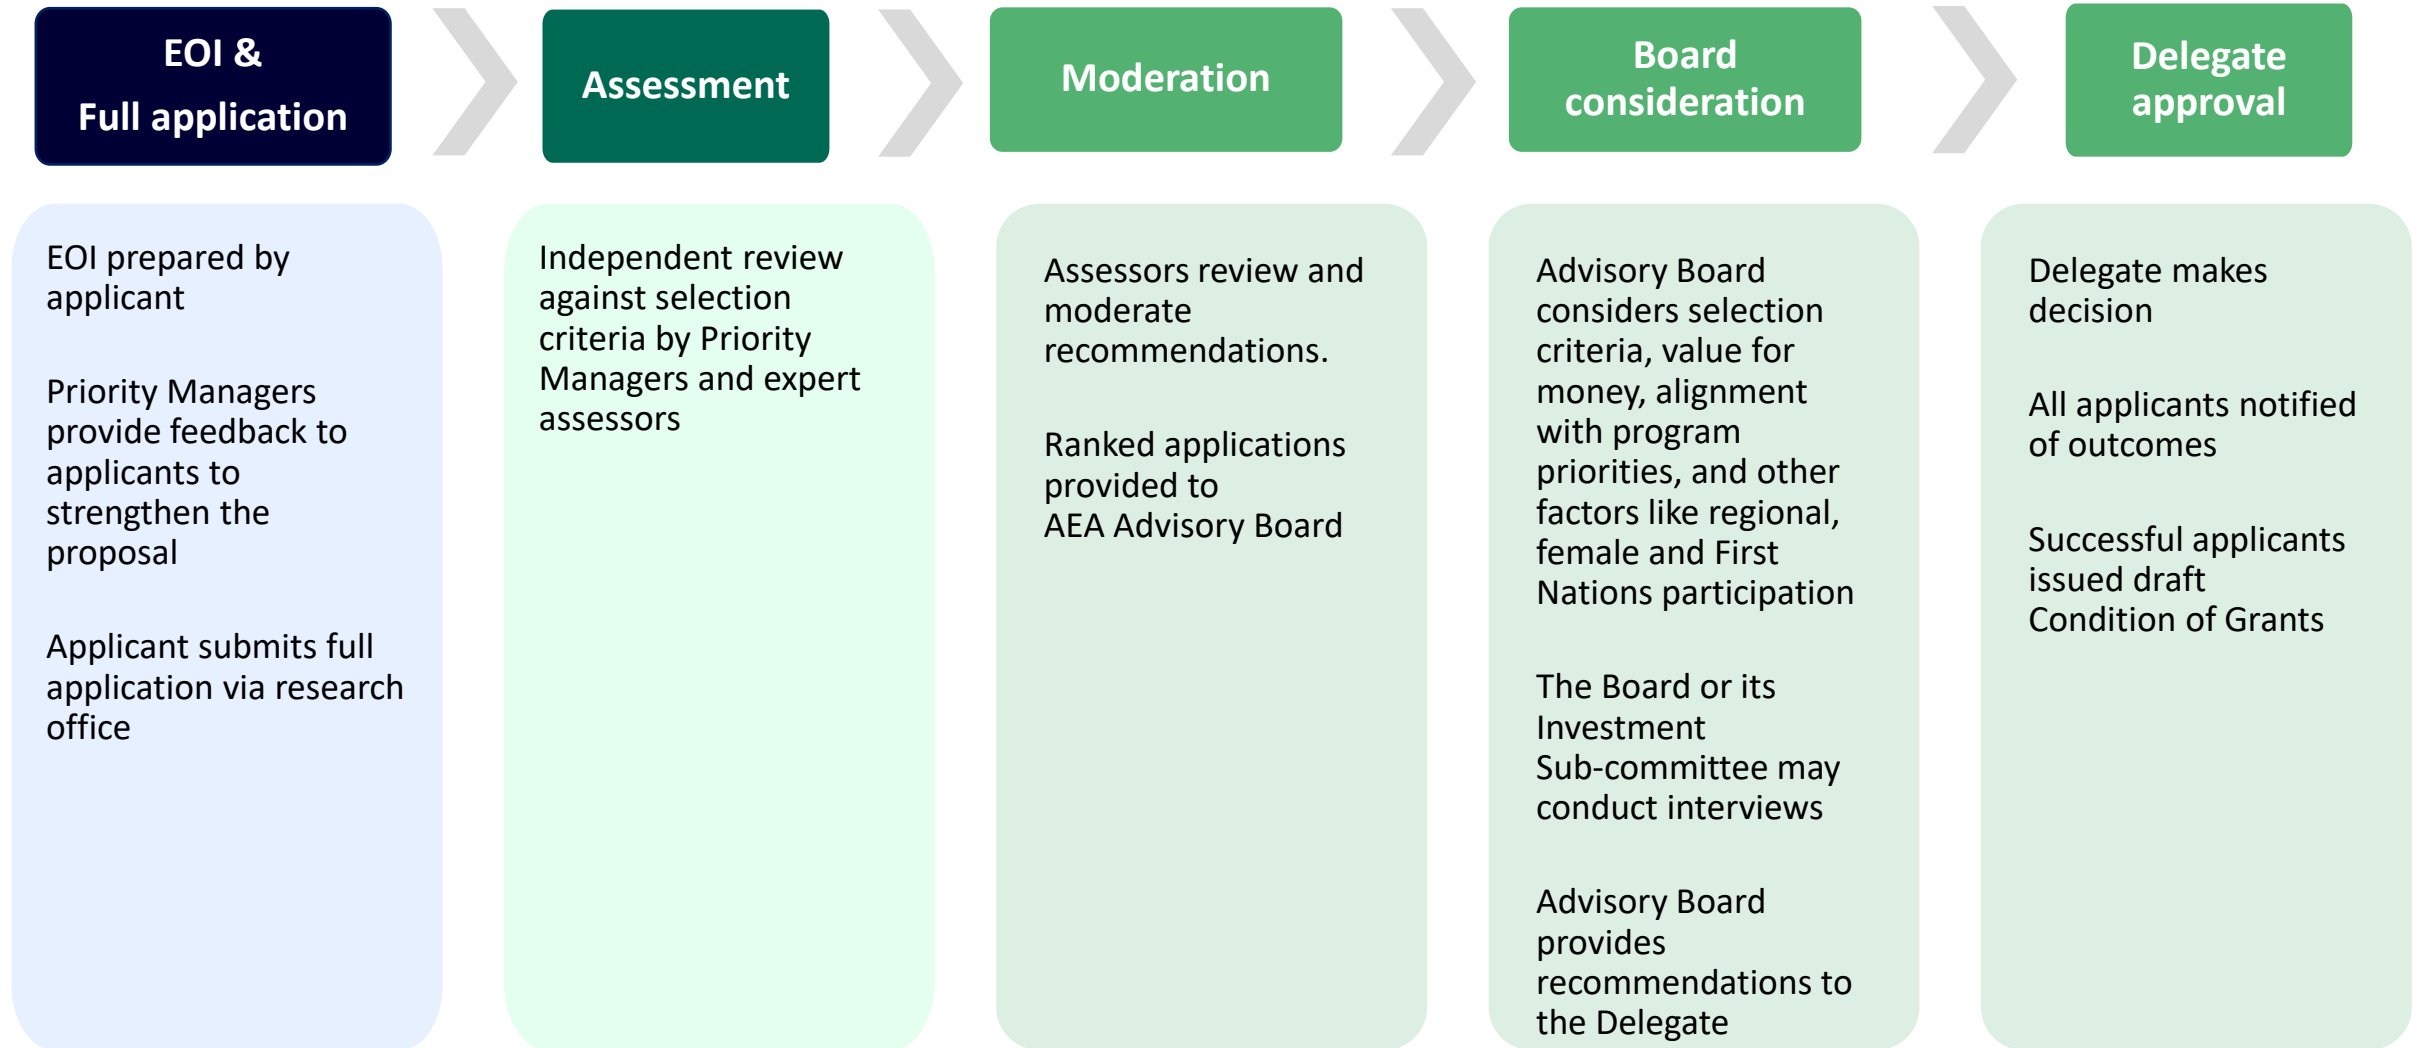 EOI &
Full application
Assessment
Moderation
Board
consideration
Delegate
approval
EOI prepared by
applicant
Priority Managers
provide feedback to
applicants to
strengthen the
proposal
Applicant submits full
application via research
office
Independent review
against selection
criteria by Priority
Managers and expert
assessors
Assessors review and
moderate
recommendations.
Ranked applications
provided to
AEA Advisory Board
Advisory Board
considers selection
criteria, value for
money, alignment
with program
priorities, and other
factors like regional,
female and First
Nations participation
The Board or its
Investment
Sub-committee may
conduct interviews
Advisory Board
provides
recommendations to
the Delegate
Delegate makes
decision
All applicants notified
of outcomes
Successful applicants
issued draft
Condition of Grants